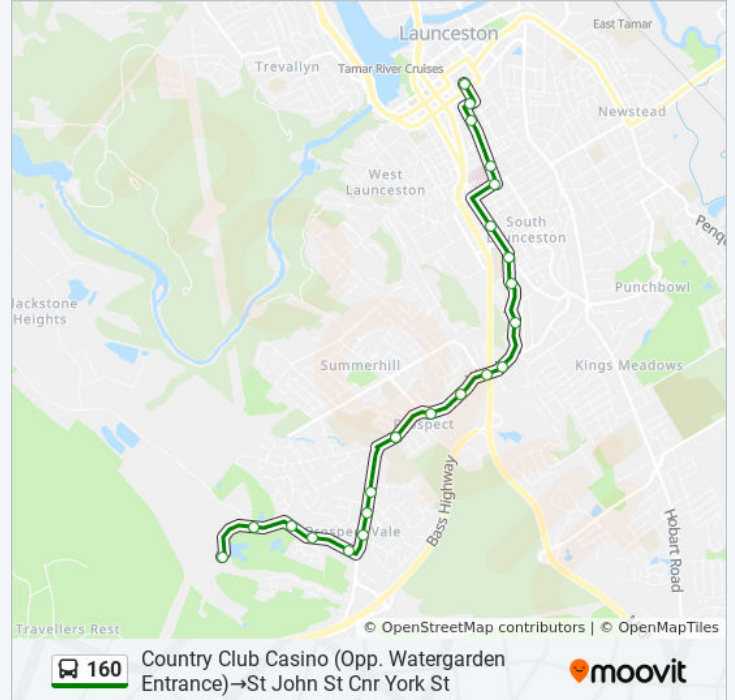 Launceston
East Tamar
Trevallyn
Tamar River Cruises
Newstead
West
Launceston
South
Launceston
Penqu
Punchbowl
lackstone
Heights
Summerhill
Kings Meadows
Prospect
Bass Highway
Prospect Vale
Hobart Road
Travellers Rest
© OpenStreetMap contributors | © OpenMapTiles
160
Country Club Casino (Opp. Watergarden
Entrance)→St John St Cnr York St
moovit